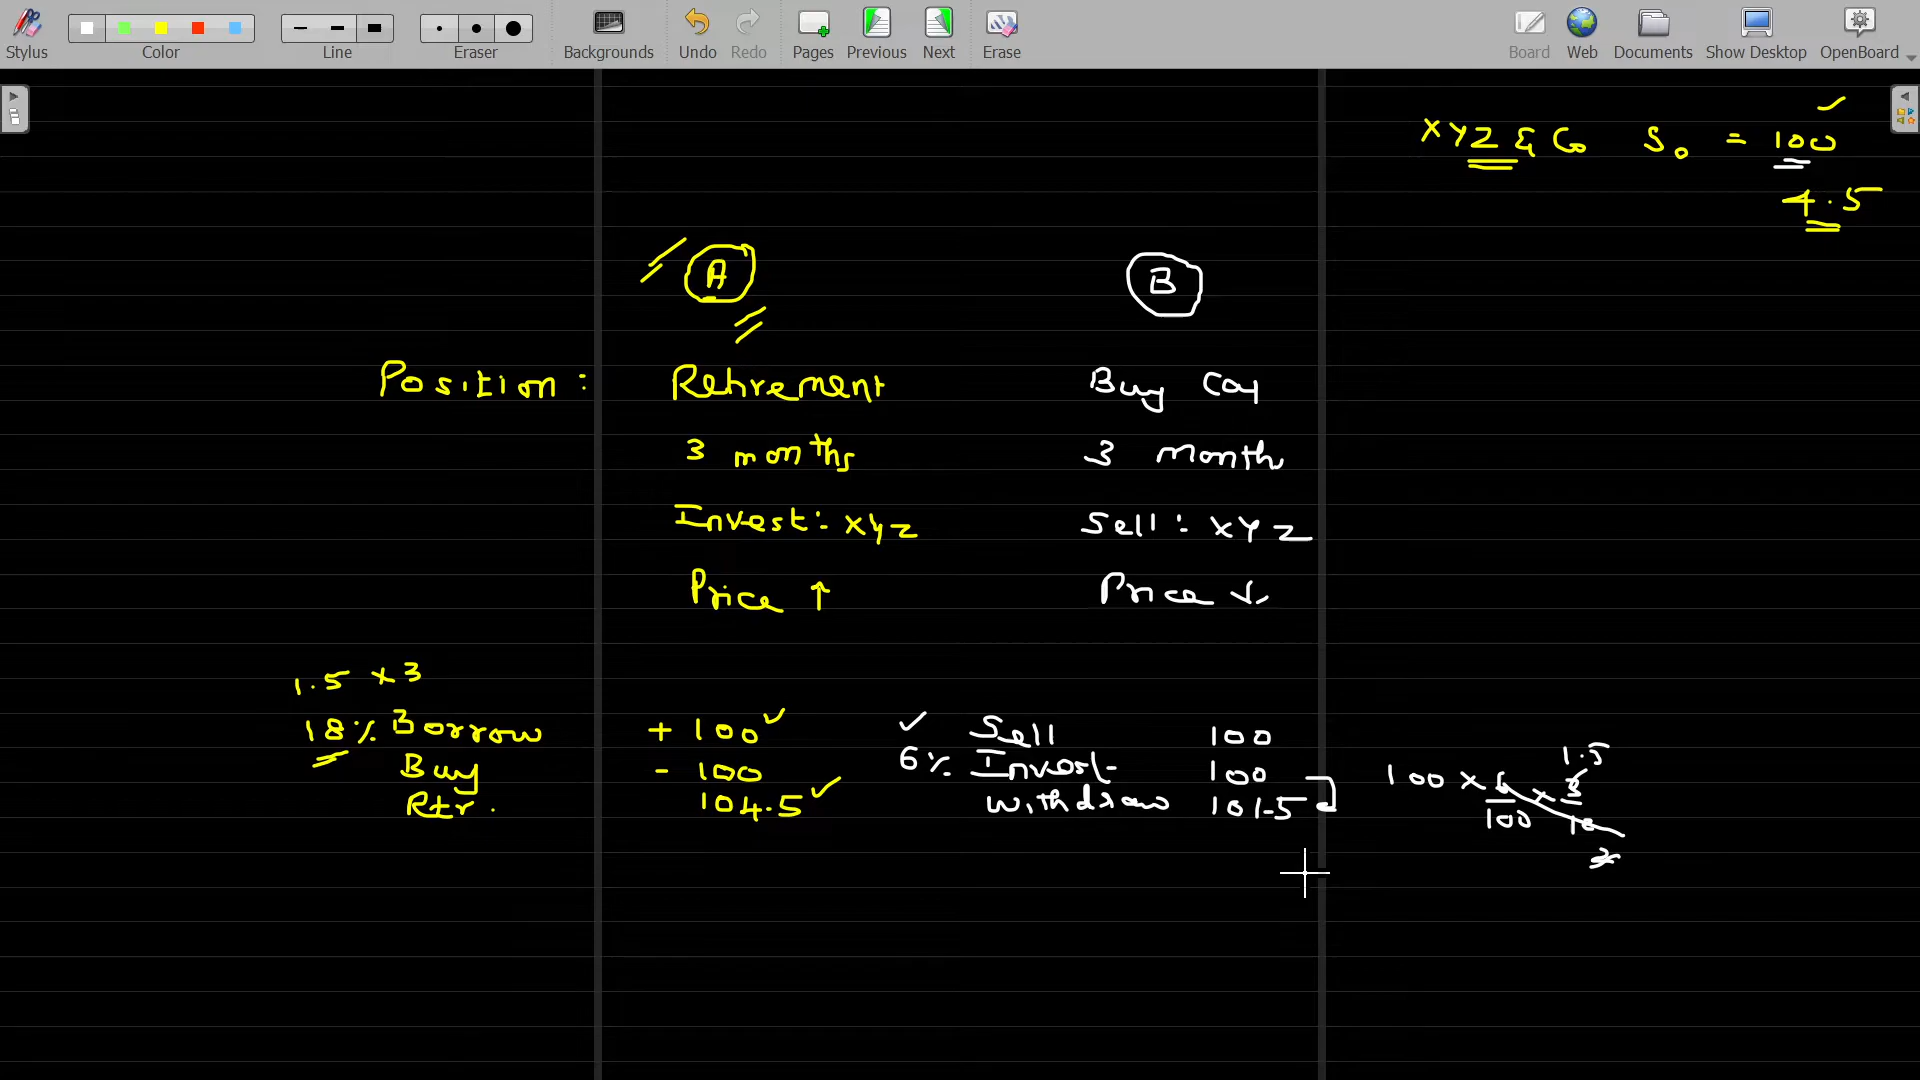 Stylus
Color
Line
Eraser
Backgrounds
Undo
Redo
Pages
Previous
Next
Erase
Board
Web
Documents
Show Desktop
OpenBoard
XYZ & Co S0 = 100
4.5
A
B
Position: Retirement
Buy Car
3 months
3 month
Invest: XYZ
Sell: XYZ
Price ↑
Price ↓
1.5 x 3
18% Borrow + 100
Buy - 100
Rtr. 104.5
Sell 100
6% Invest 100
withdraw 101.5
1.5
100 x 6 x 3
100